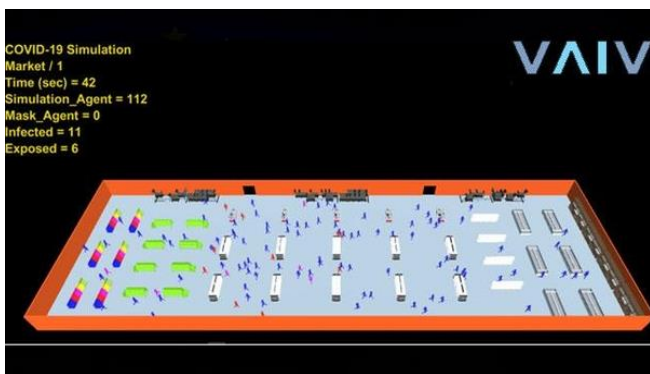 COVID-19 Simulation
Market / 1
Time (sec) = 42
Simulation_Agent = 112
Mask_Agent = 0
Infected = 11
Exposed = 6
VAIV